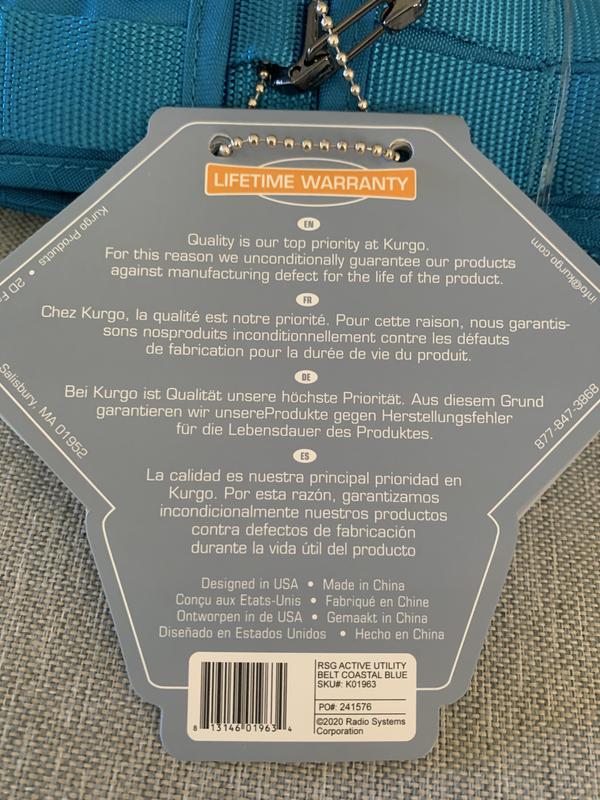 LIFETIME WARRANTY
EN
Quality is our top priority at Kurgo.
For this reason we unconditionally guarantee our products
against manufacturing defect for the life of the product.
FR
Chez Kurgo, la qualité est notre priorité. Pour cette raison, nous garantis-
sons nosproduits inconditionnellement contre les défauts
de fabrication pour la durée de vie du produit.
DE
Bei Kurgo ist Qualität unsere höchste Priorität. Aus diesem Grund
garantieren wir unsereProdukte gegen Herstellungsfehler
für die Lebensdauer des Produktes.
ES
La calidad es nuestra principal prioridad en
Kurgo. Por esta razón, garantizamos
incondicionalmente nuestros productos
contra defectos de fabricación
durante la vida útil del producto
Designed in USA • Made in China
Conçu aux Etats-Unis • Fabriqué en Chine
Ontworpen in de USA • Gemaakt in China
Diseñado en Estados Unidos • Hecho en China
RSG ACTIVE UTILITY
BELT COASTAL BLUE
SKU#: K01963
PO#: 241576
©2020 Radio Systems
Corporation
8 13146 01963 4
Kurgo Products • 2D
Salisbury, MA 01952
info@kurgo.com
877-847-3868